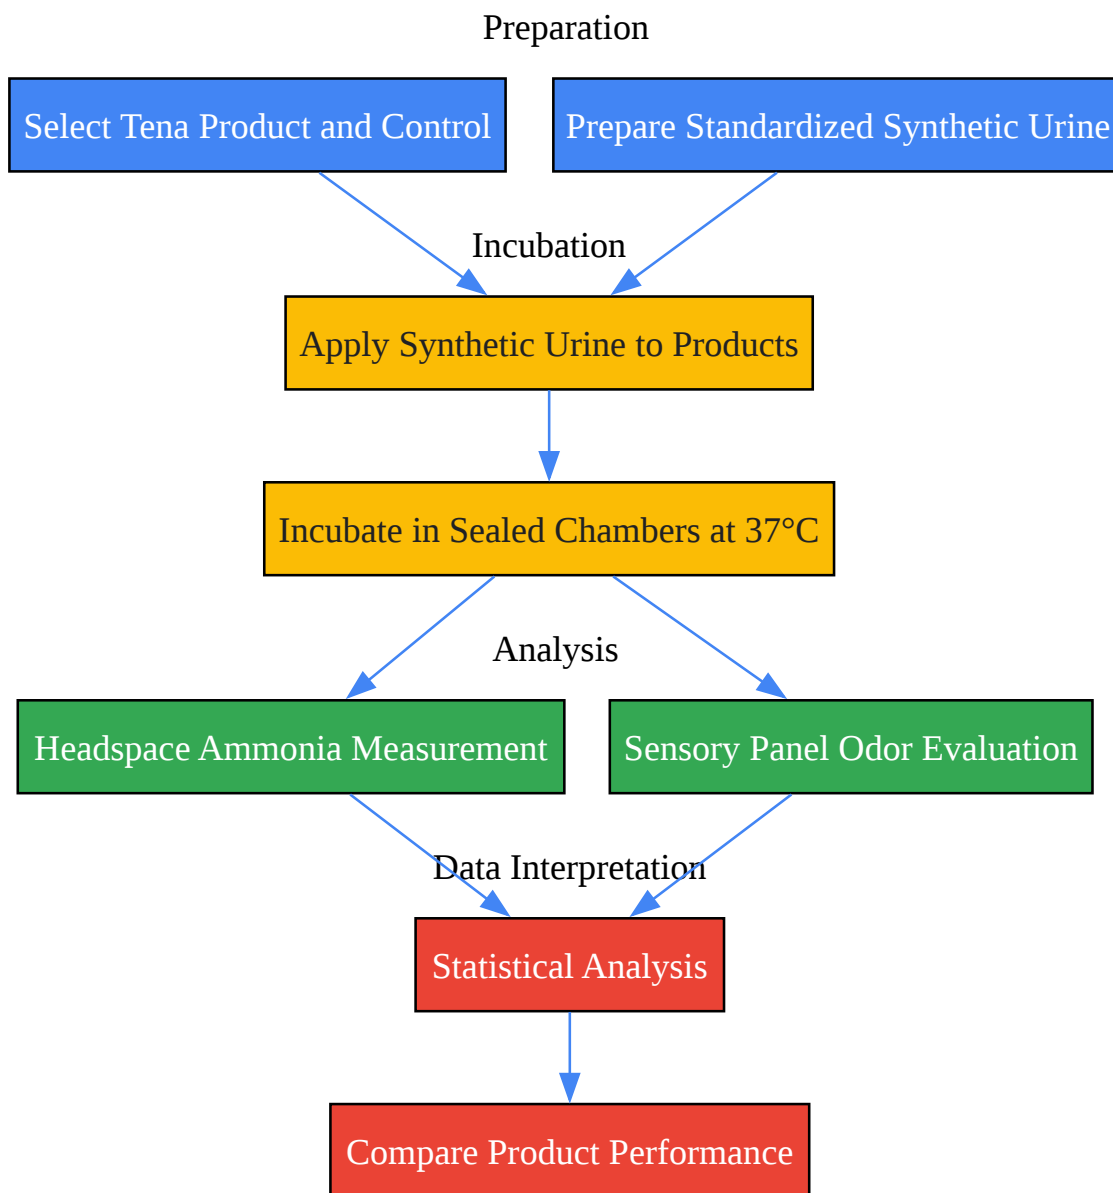 Preparation
Select Tena Product and Control
Prepare Standardized Synthetic Urine
Incubation
Apply Synthetic Urine to Products
Incubate in Sealed Chambers at 37°C
Analysis
Headspace Ammonia Measurement
Sensory Panel Odor Evaluation
Data Interpretation
Statistical Analysis
Compare Product Performance